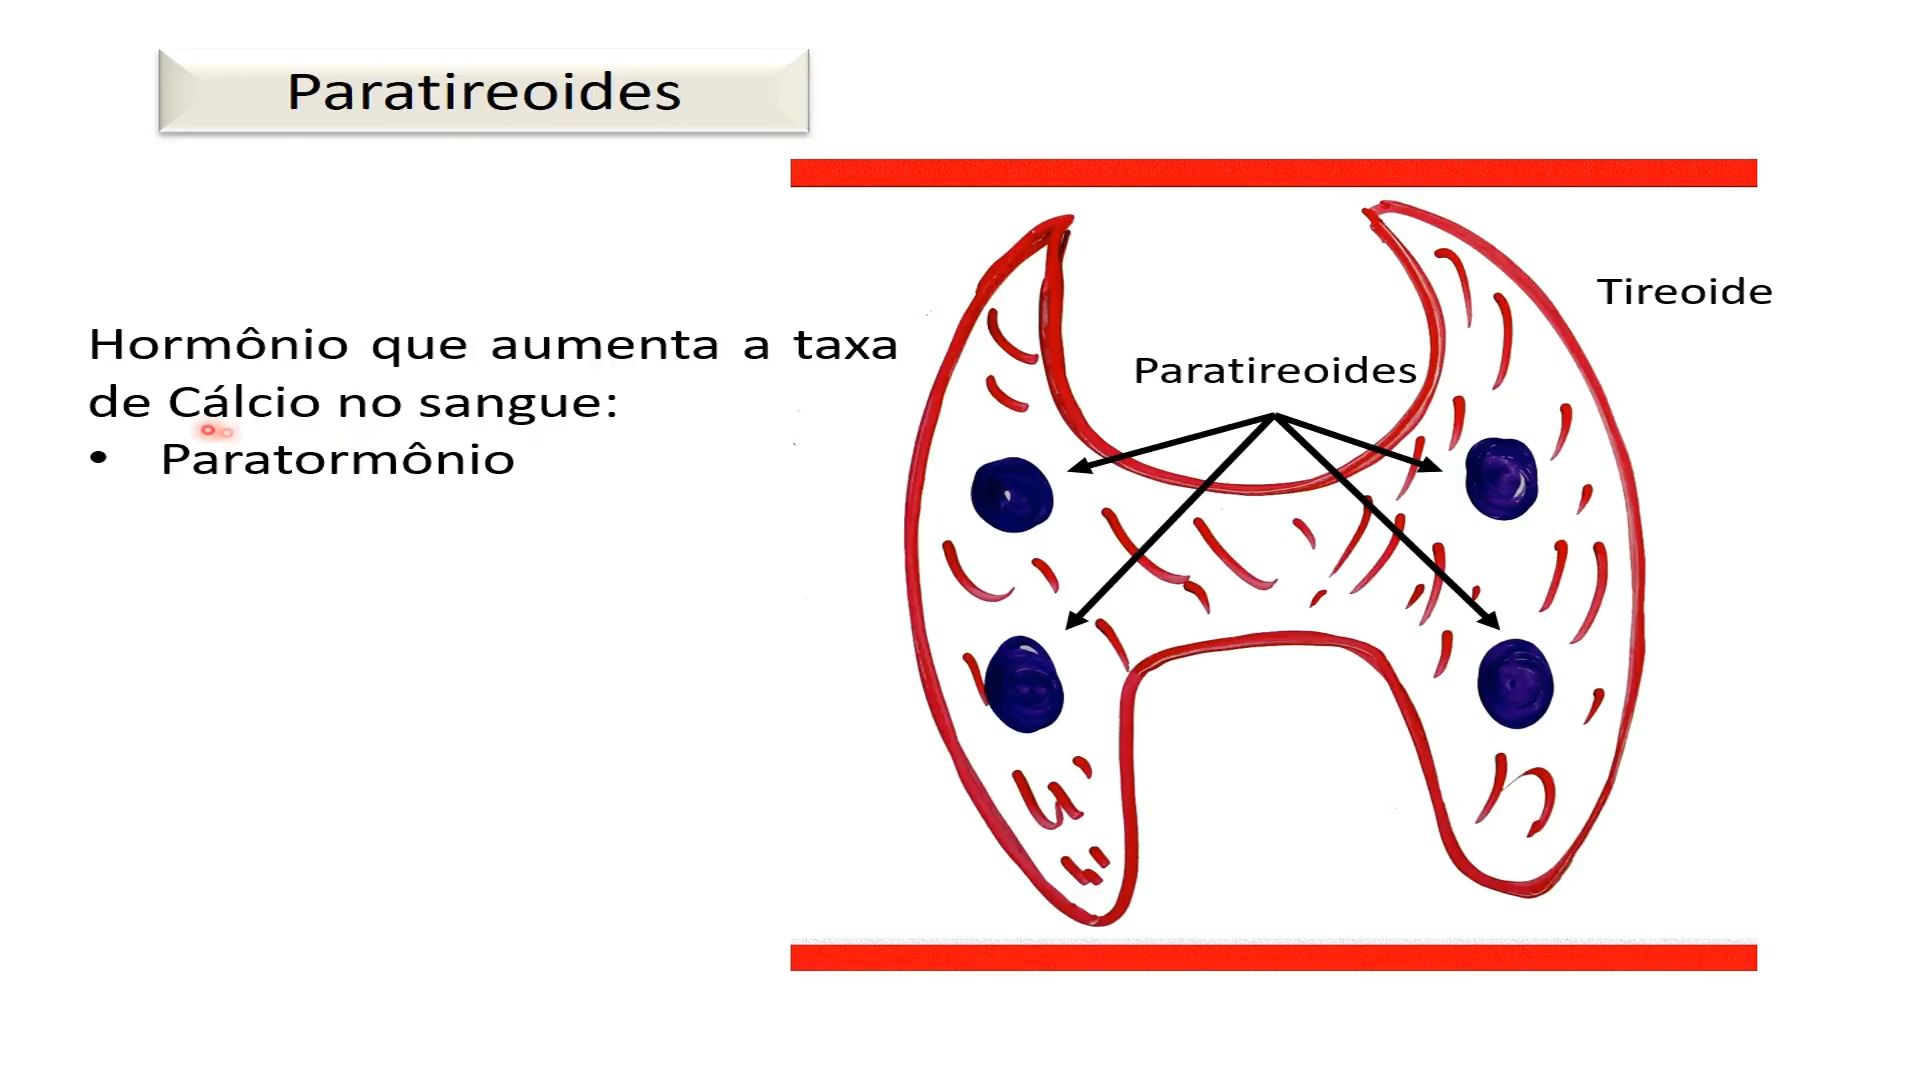 Paratireoides
Hormônio que aumenta a taxa
de Cálcio no sangue:
• Paratormônio
Tireoide
Paratireoides